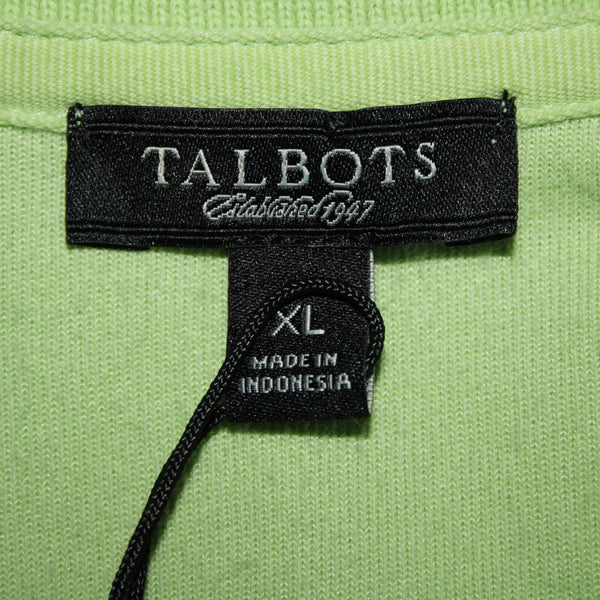 TALBOTS
Established 1947
XL
MADE IN
INDONESIA